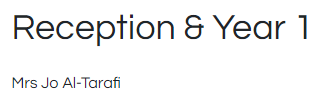 Reception & Year 1
Mrs Jo Al-Tarafi